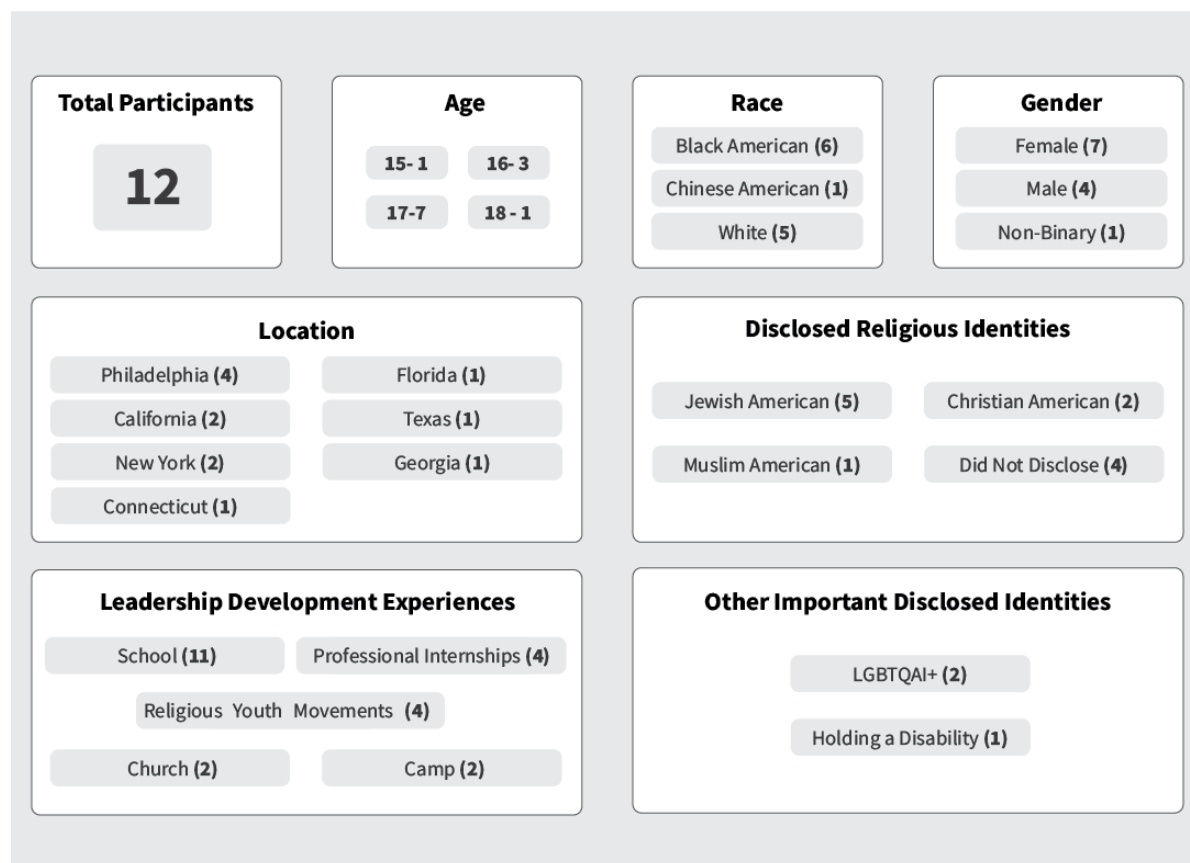 Total Participants
12
Age
15- 1
16- 3
17-7
18 - 1
Race
Black American (6)
Chinese American (1)
White (5)
Gender
Female (7)
Male (4)
Non-Binary (1)
Location
Philadelphia (4)
Florida (1)
California (2)
Texas (1)
New York (2)
Georgia (1)
Connecticut (1)
Disclosed Religious Identities
Jewish American (5)
Christian American (2)
Muslim American (1)
Did Not Disclose (4)
Leadership Development Experiences
School (11)
Professional Internships (4)
Religious Youth Movements (4)
Church (2)
Camp (2)
Other Important Disclosed Identities
LGBTQAI+ (2)
Holding a Disability (1)